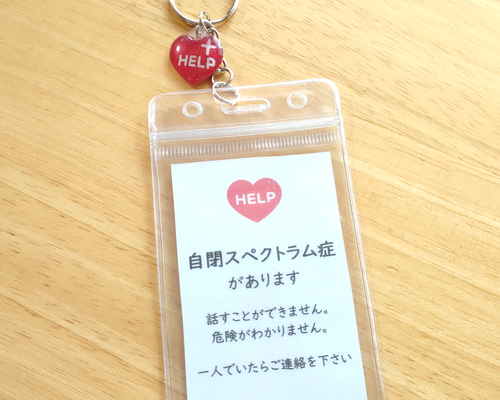 HELP
HELP
自閉スペクトラム症
があります
話すことができません。
危険がわかりません。
一人でいたらご連絡を下さい